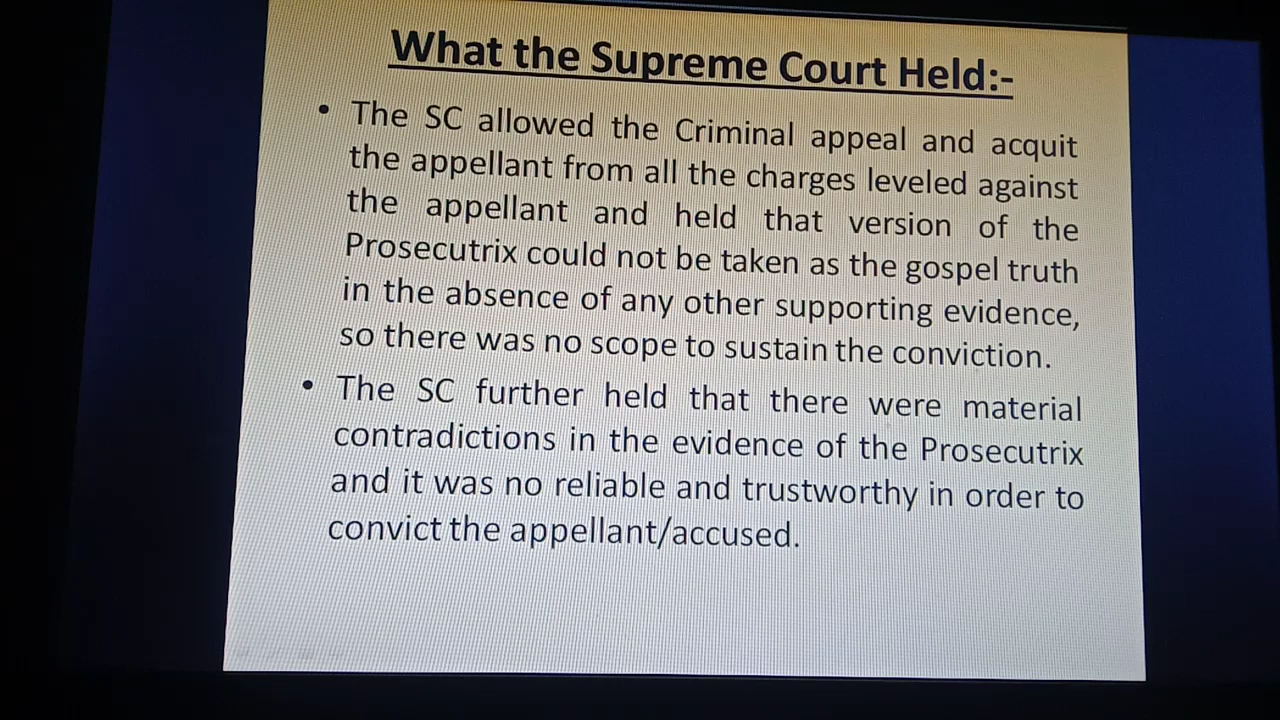 What the Supreme Court Held:-
• The SC allowed the Criminal appeal and acquit
the appellant from all the charges leveled against
the appellant and held that version of the
Prosecutrix could not be taken as the gospel truth
in the absence of any other supporting evidence,
so there was no scope to sustain the conviction.
• The SC further held that there were material
contradictions in the evidence of the Prosecutrix
and it was no reliable and trustworthy in order to
convict the appellant/accused.